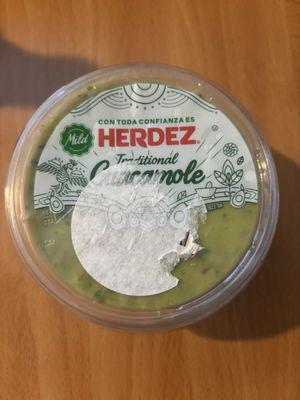 CON TODA CONFIANZA ES
Mild
HERDEZ
Traditional
Guacamole